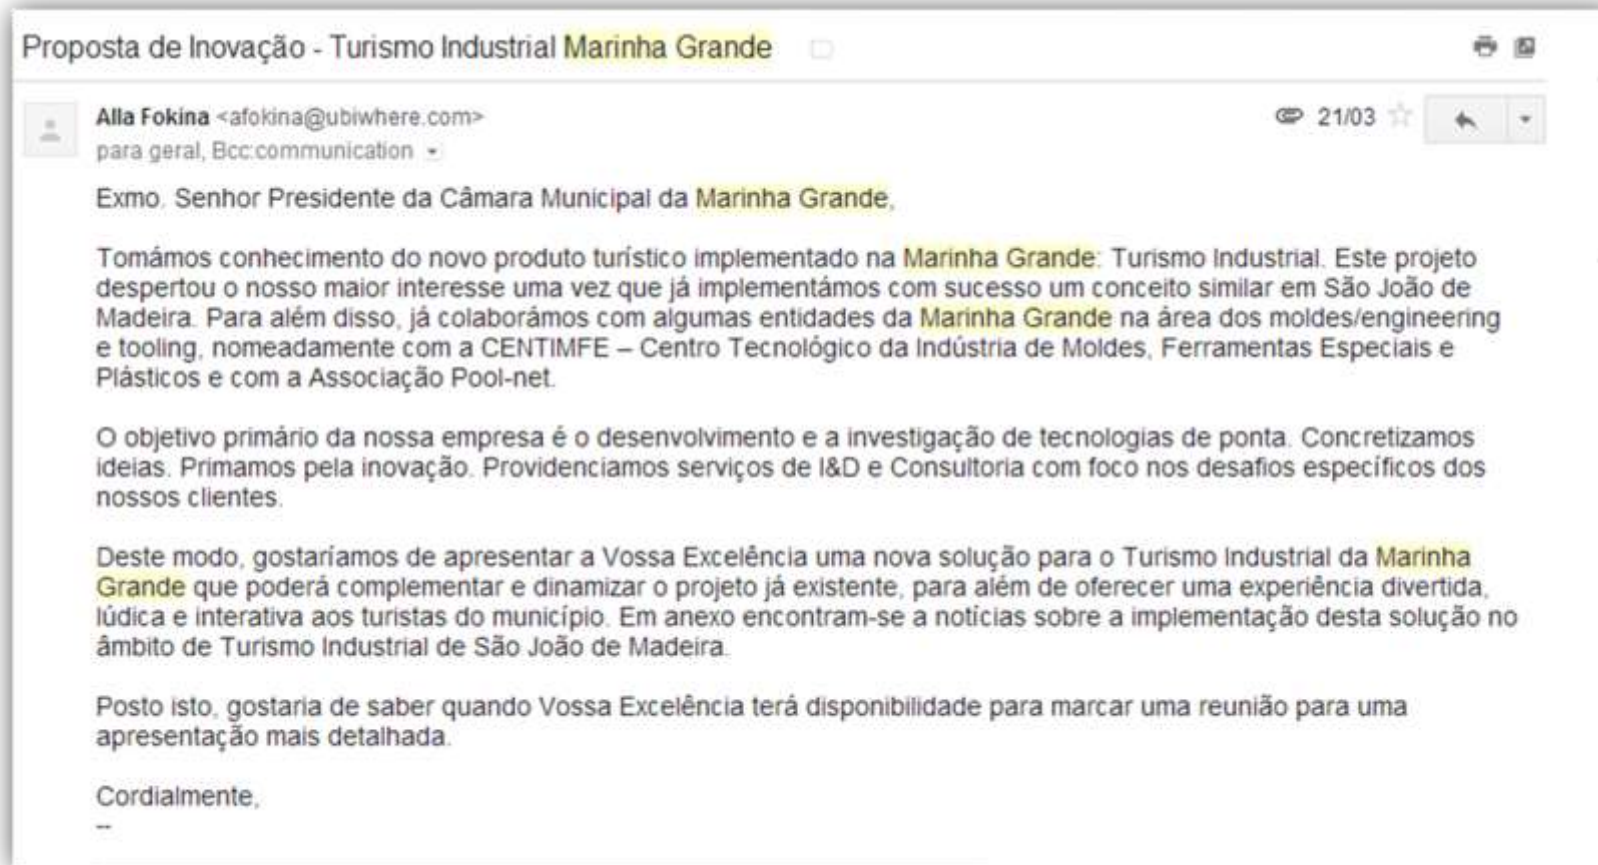 Proposta de Inovação - Turismo Industrial Marinha Grande
Alla Fokina <afokina@ubiwhere.com>
21/03
para geral, Bcc:communication
Exmo. Senhor Presidente da Câmara Municipal da Marinha Grande,
Tomámos conhecimento do novo produto turístico implementado na Marinha Grande: Turismo Industrial. Este projeto
despertou o nosso maior interesse uma vez que já implementámos com sucesso um conceito similar em São João de
Madeira. Para além disso, já colaborámos com algumas entidades da Marinha Grande na área dos moldes/engineering
e tooling, nomeadamente com a CENTIMFE – Centro Tecnológico da Indústria de Moldes, Ferramentas Especiais e
Plásticos e com a Associação Pool-net.
O objetivo primário da nossa empresa é o desenvolvimento e a investigação de tecnologias de ponta. Concretizamos
ideias. Primamos pela inovação. Providenciamos serviços de I&D e Consultoria com foco nos desafios específicos dos
nossos clientes.
Deste modo, gostaríamos de apresentar a Vossa Excelência uma nova solução para o Turismo Industrial da Marinha
Grande que poderá complementar e dinamizar o projeto já existente, para além de oferecer uma experiência divertida,
lúdica e interativa aos turistas do município. Em anexo encontram-se a notícias sobre a implementação desta solução no
âmbito de Turismo Industrial de São João de Madeira.
Posto isto, gostaria de saber quando Vossa Excelência terá disponibilidade para marcar uma reunião para uma
apresentação mais detalhada.
Cordialmente,
--